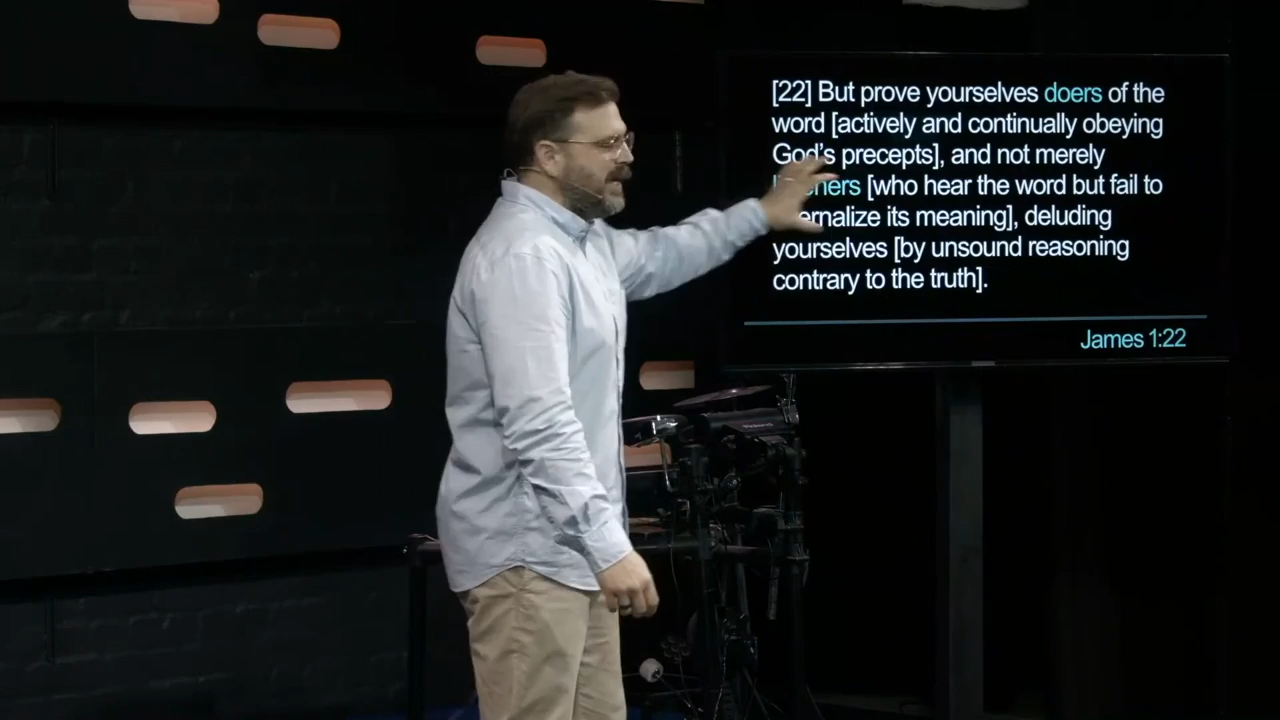 [22] But prove yourselves doers of the
word [actively and continually obeying
God's precepts], and not merely
[who hear the word but fail to
its meaning], deluding
yourselves [by unsound reasoning
contrary to the truth].
James 1:22